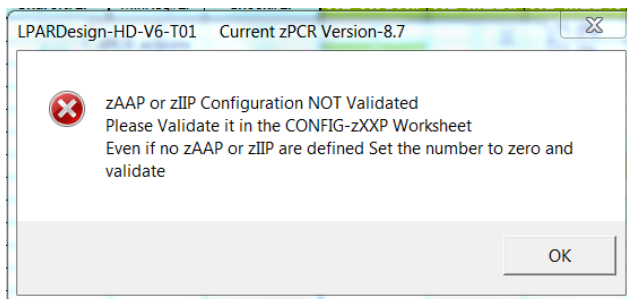 LPARDesign-HD-V6-T01 Current zPCR Version-8.7
zAAP or zIIP Configuration NOT Validated
Please Validate it in the CONFIG-zXXP Worksheet
Even if no zAAP or zIIP are defined Set the number to zero and
validate
OK